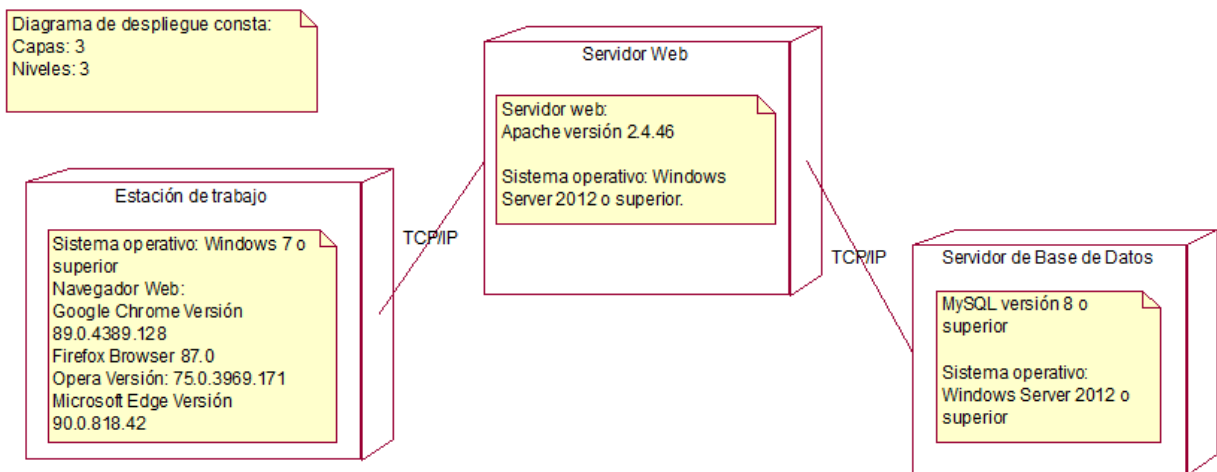 Diagrama de despliegue consta:
Capas: 3
Niveles: 3
Servidor Web
Servidor web:
Apache versión 2.4.46
Sistema operativo: Windows
Server 2012 o superior.
Estación de trabajo
Sistema operativo: Windows 7 o
superior
Navegador Web:
Google Chrome Versión
89.0.4389.128
Firefox Browser 87.0
Opera Versión: 75.0.3969.171
Microsoft Edge Versión
90.0.818.42
TCP/IP
TCP/IP
Servidor de Base de Datos
MySQL versión 8 o
superior
Sistema operativo:
Windows Server 2012 o
superior